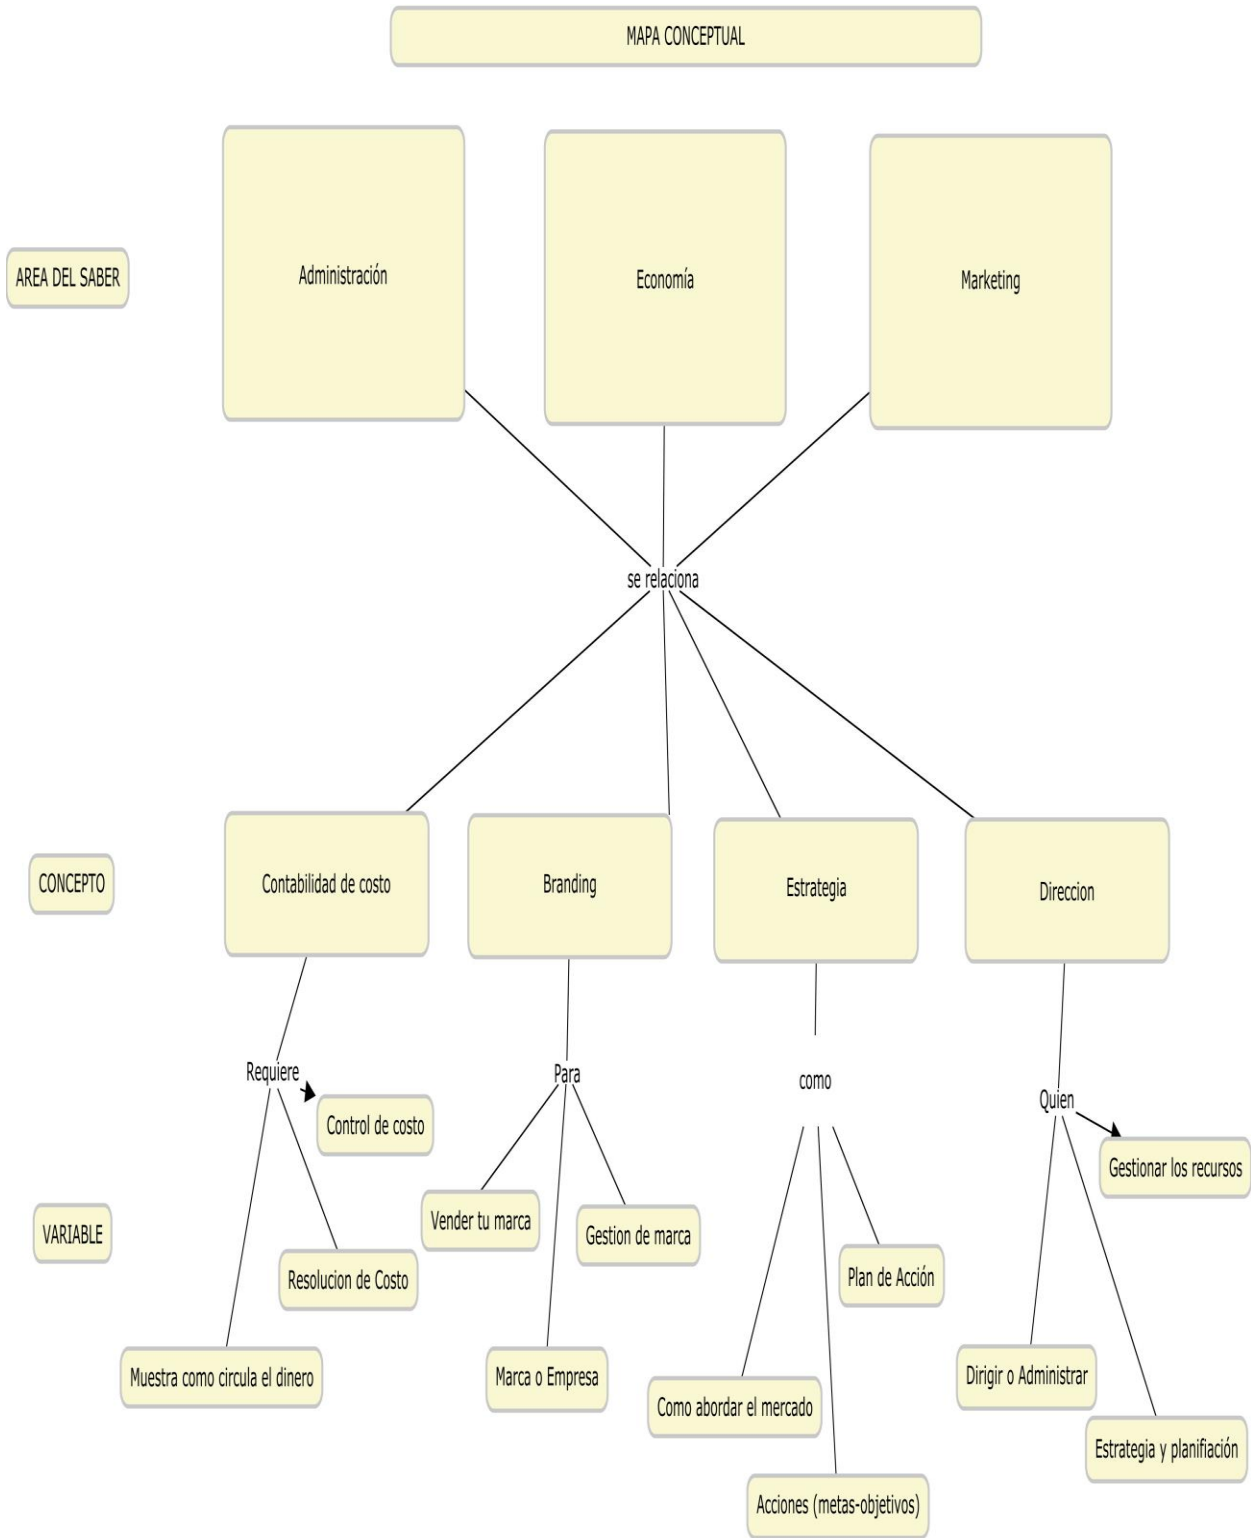 MAPA CONCEPTUAL
AREA DEL SABER
Administración
Economía
Marketing
se relaciona
CONCEPTO
Contabilidad de costo
Branding
Estrategia
Direccion
Requiere
Para
como
Quien
Control de costo
Gestionar los recursos
VARIABLE
Vender tu marca
Gestion de marca
Resolucion de Costo
Plan de Acción
Muestra como circula el dinero
Marca o Empresa
Como abordar el mercado
Dirigir o Administrar
Estrategia y planifiación
Acciones (metas-objetivos)